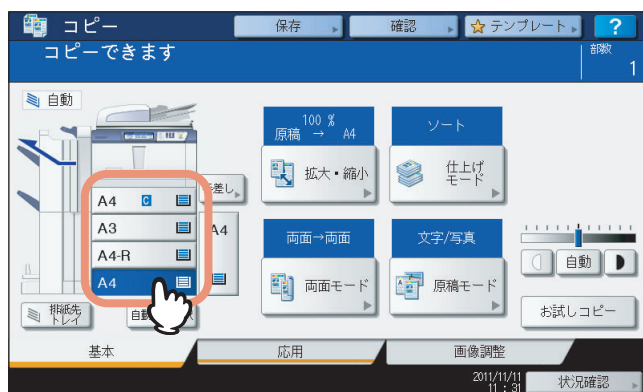 コピー
保存
確認
テンプレート
?
コピーできます
部数
1
自動
100 %
原稿 → A4
ソート
拡大・縮小
仕上げ
モード
差し
A4 C
A3
A4-R
A4
A4
両面→両面
文字/写真
両面モード
原稿モード
自動
お試しコピー
排紙先
トレイ
自動
基本
応用
画像調整
2011/11/11
11 : 31
状況確認